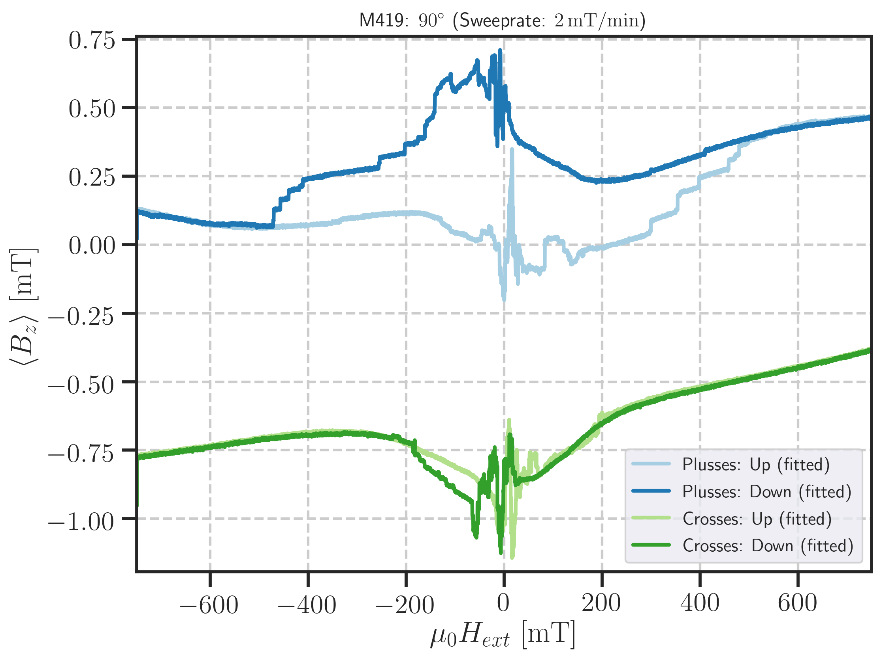 M419: 90° (Sweeprate: 2 mT/min)
0.75
0.50
0.25
0.00
−0.25
−0.50
−0.75
−1.00
⟨B_z⟩ [mT]
Plusses: Up (fitted)
Plusses: Down (fitted)
Crosses: Up (fitted)
Crosses: Down (fitted)
−600 −400 −200 0 200 400 600
μ₀H_ext [mT]